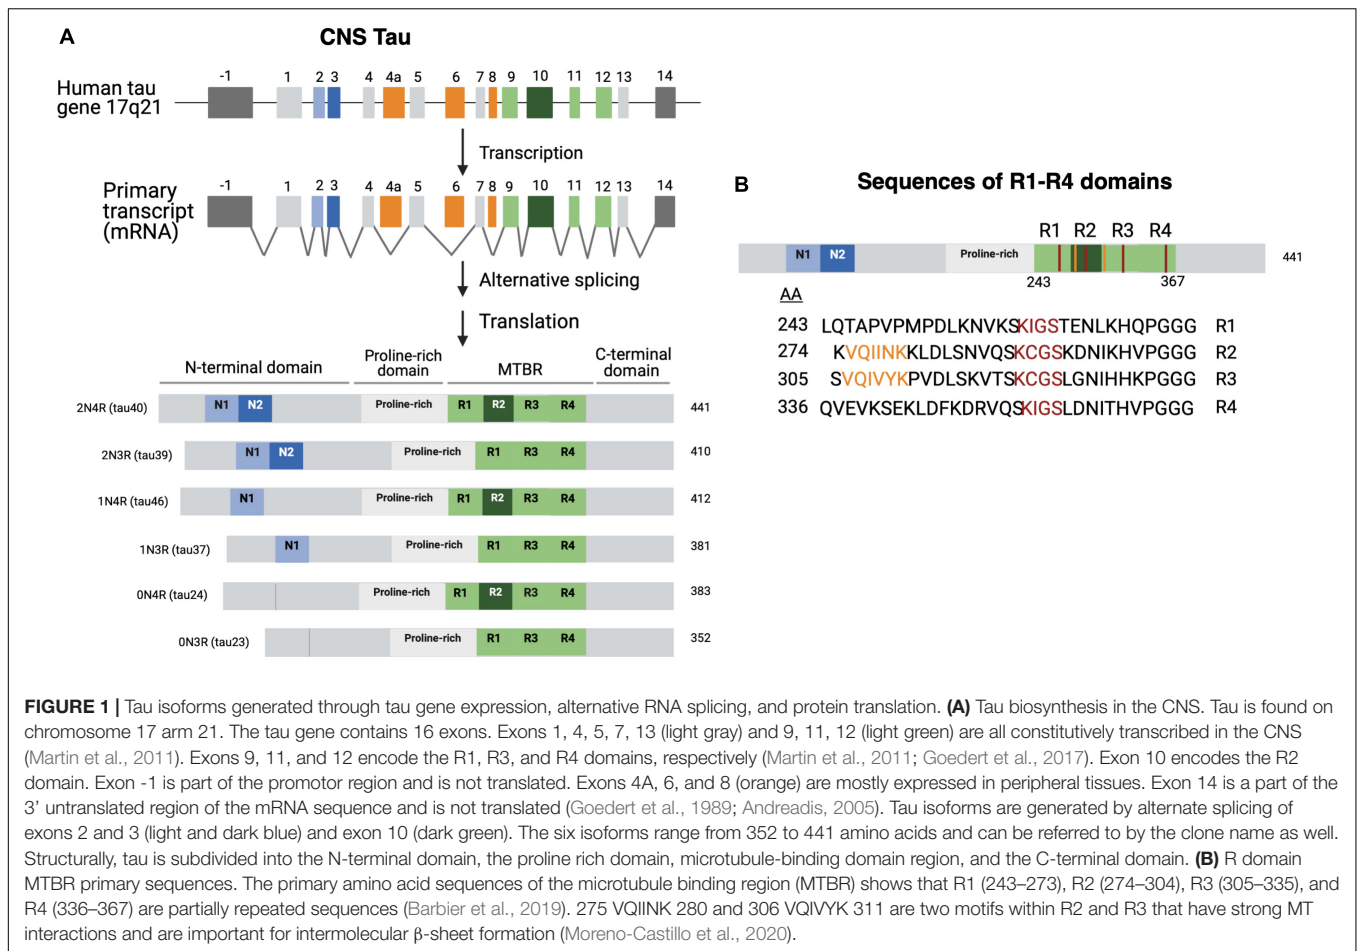 A
CNS Tau
Human tau
gene 17q21
-1 1 2 3 4 4a 5 6 7 8 9 10 11 12 13 14
Transcription
Primary
transcript
(mRNA)
-1 1 2 3 4 4a 5 6 7 8 9 10 11 12 13 14
Alternative splicing
Translation
N-terminal domain
Proline-rich
domain
MTBR
C-terminal
domain
2N4R (tau40) N1 N2 Proline-rich R1 R2 R3 R4 441
2N3R (tau39) N1 N2 Proline-rich R1 R3 R4 410
1N4R (tau46) N1 Proline-rich R1 R2 R3 R4 412
1N3R (tau37) N1 Proline-rich R1 R3 R4 381
0N4R (tau24) Proline-rich R1 R2 R3 R4 383
0N3R (tau23) Proline-rich R1 R3 R4 352
B
Sequences of R1-R4 domains
R1 R2 R3 R4
N1 N2 Proline-rich 441
243 367
AA
243 LQTAPVPMPDLKNVKSKIGSTENLKHQPGGG R1
274 KVQIINKKLDLSNVQSKCGSKDNIKHVPGGG R2
305 SVQIVYKPVDLSKVTSKCGSLGNIHHKPGGG R3
336 QVEVKSEKLDFKDRVQSKIGSLDNITHVPGGG R4
FIGURE 1 | Tau isoforms generated through tau gene expression, alternative RNA splicing, and protein translation. (A) Tau biosynthesis in the CNS. Tau is found on
chromosome 17 arm 21. The tau gene contains 16 exons. Exons 1, 4, 5, 7, 13 (light gray) and 9, 11, 12 (light green) are all constitutively transcribed in the CNS
(Martin et al., 2011). Exons 9, 11, and 12 encode the R1, R3, and R4 domains, respectively (Martin et al., 2011; Goedert et al., 2017). Exon 10 encodes the R2
domain. Exon -1 is part of the promotor region and is not translated. Exons 4A, 6, and 8 (orange) are mostly expressed in peripheral tissues. Exon 14 is a part of the
3’ untranslated region of the mRNA sequence and is not translated (Goedert et al., 1989; Andreadis, 2005). Tau isoforms are generated by alternate splicing of
exons 2 and 3 (light and dark blue) and exon 10 (dark green). The six isoforms range from 352 to 441 amino acids and can be referred to by the clone name as well.
Structurally, tau is subdivided into the N-terminal domain, the proline rich domain, microtubule-binding domain region, and the C-terminal domain. (B) R domain
MTBR primary sequences. The primary amino acid sequences of the microtubule binding region (MTBR) shows that R1 (243–273), R2 (274–304), R3 (305–335), and
R4 (336–367) are partially repeated sequences (Barbier et al., 2019). 275 VQIINK 280 and 306 VQIVYK 311 are two motifs within R2 and R3 that have strong MT
interactions and are important for intermolecular β-sheet formation (Moreno-Castillo et al., 2020).